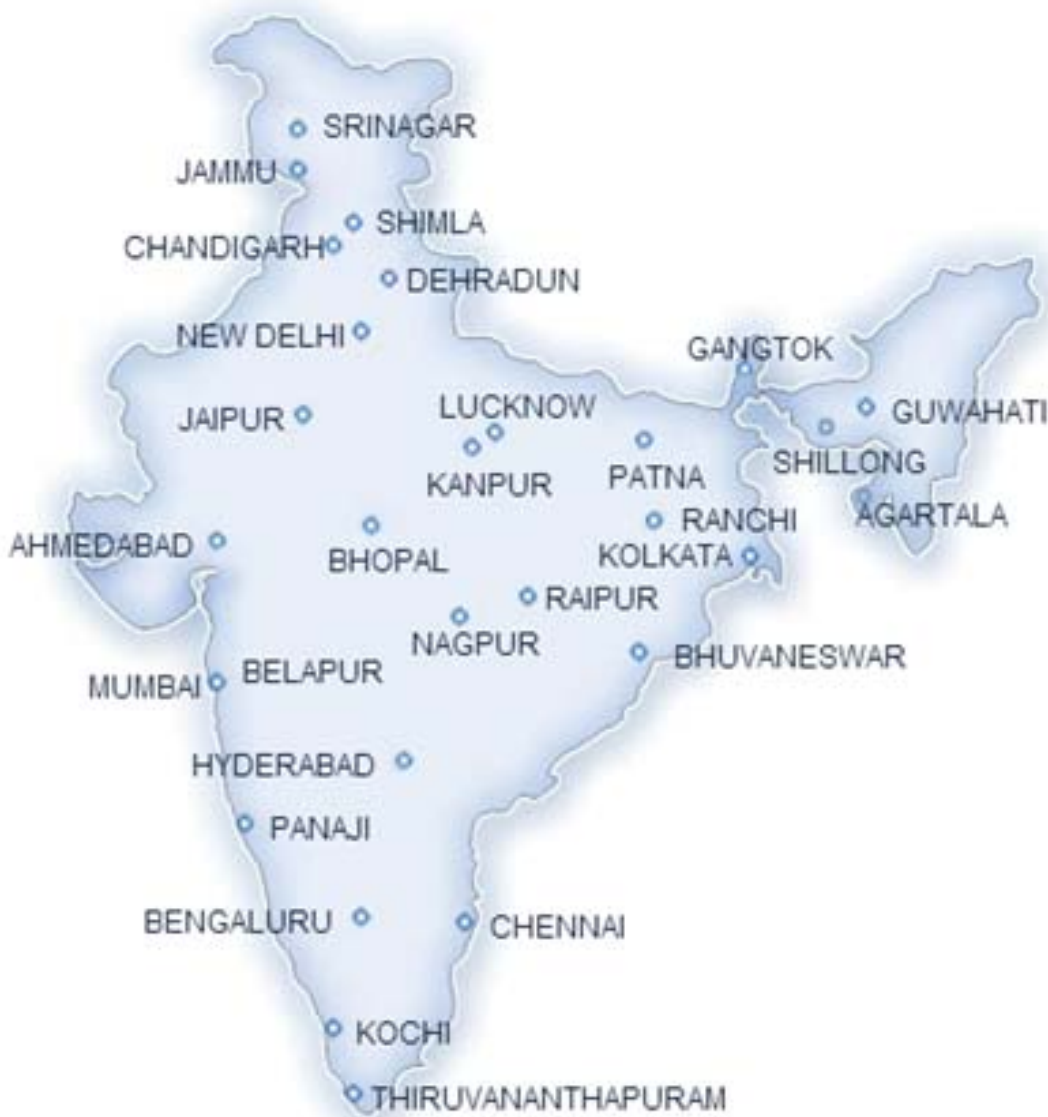 SRINAGAR
JAMMU
SHIMLA
CHANDIGARH
DEHRADUN
NEW DELHI
GANGTOK
LUCKNOW
JAIPUR
GUWAHATI
KANPUR
PATNA
SHILLONG
RANCHI
AGARTALA
AHMEDABAD
BHOPAL
KOLKATA
RAIPUR
NAGPUR
BHUVANESWAR
BELAPUR
MUMBAI
HYDERABAD
PANAJI
BENGALURU
CHENNAI
KOCHI
THIRUVANANTHAPURAM